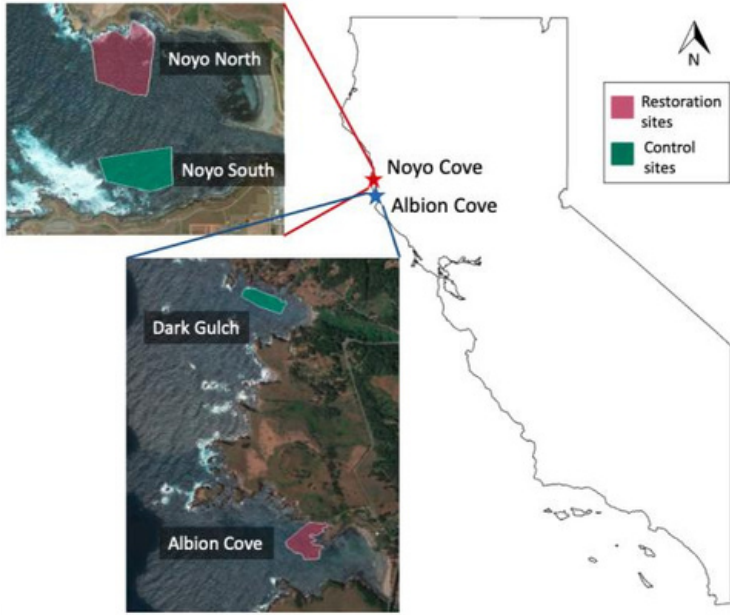 Noyo North
Noyo South
N
Restoration
sites
Control
sites
Noyo Cove
Albion Cove
Dark Gulch
Albion Cove